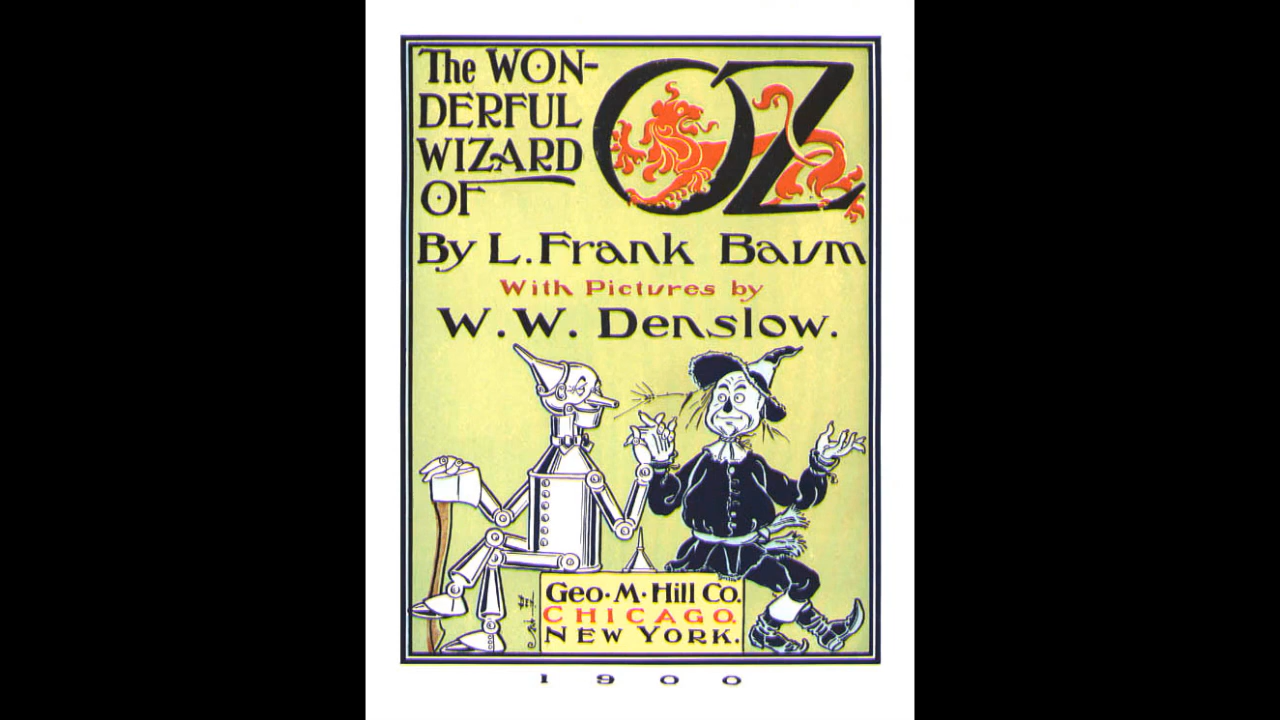 The WON-
DERFUL
WIZARD
OF
OZ
By L. Frank Baum
With Pictures by
W. W. Denslow.
Geo. M. Hill Co.
CHICAGO.
NEW YORK.
1900